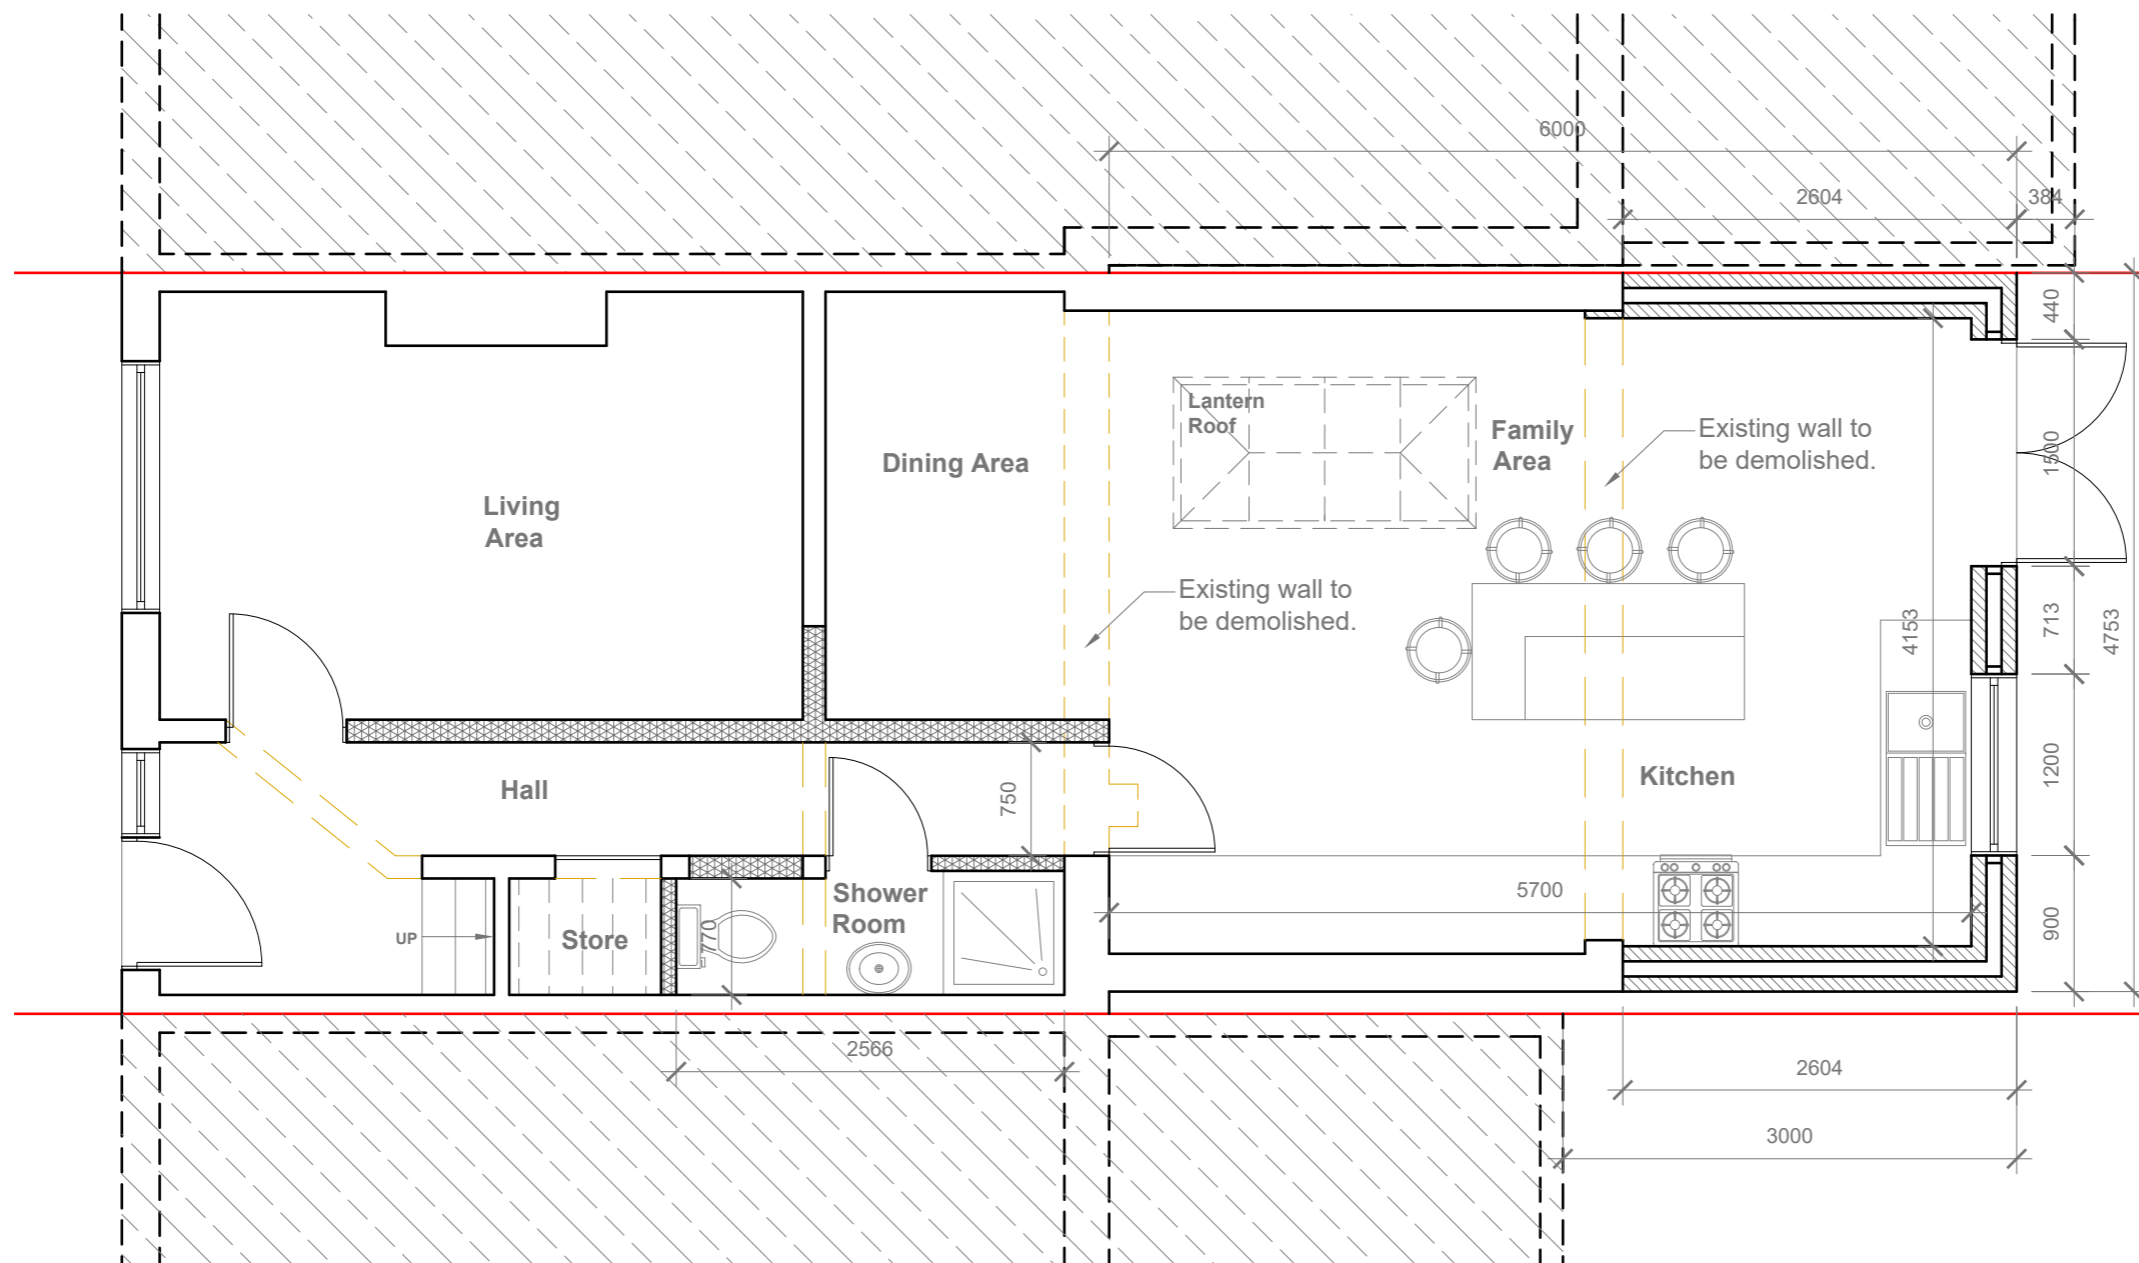 6000
2604
384
440
Lantern
Roof
Family
Area
Existing wall to
be demolished.
Dining Area
1500
Living
Area
Existing wall to
be demolished.
4153
713
4753
Hall
750
Kitchen
1200
Shower
Room
5700
900
UP
Store
770
2566
2604
3000